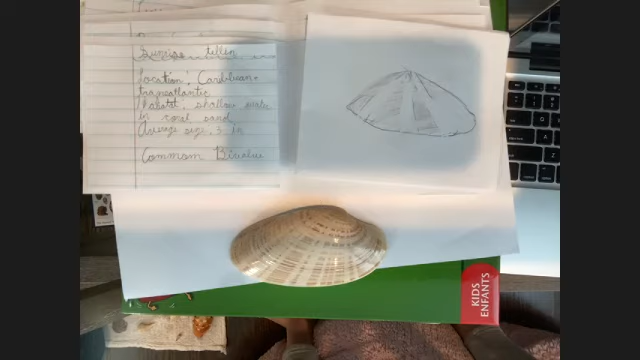 Sunrise tellin
location: Caribbean-
transatlantic
habitat: shallow water
in coral sand
Average size: 3 in
Common Bivalve
KIDS
ENFANTS